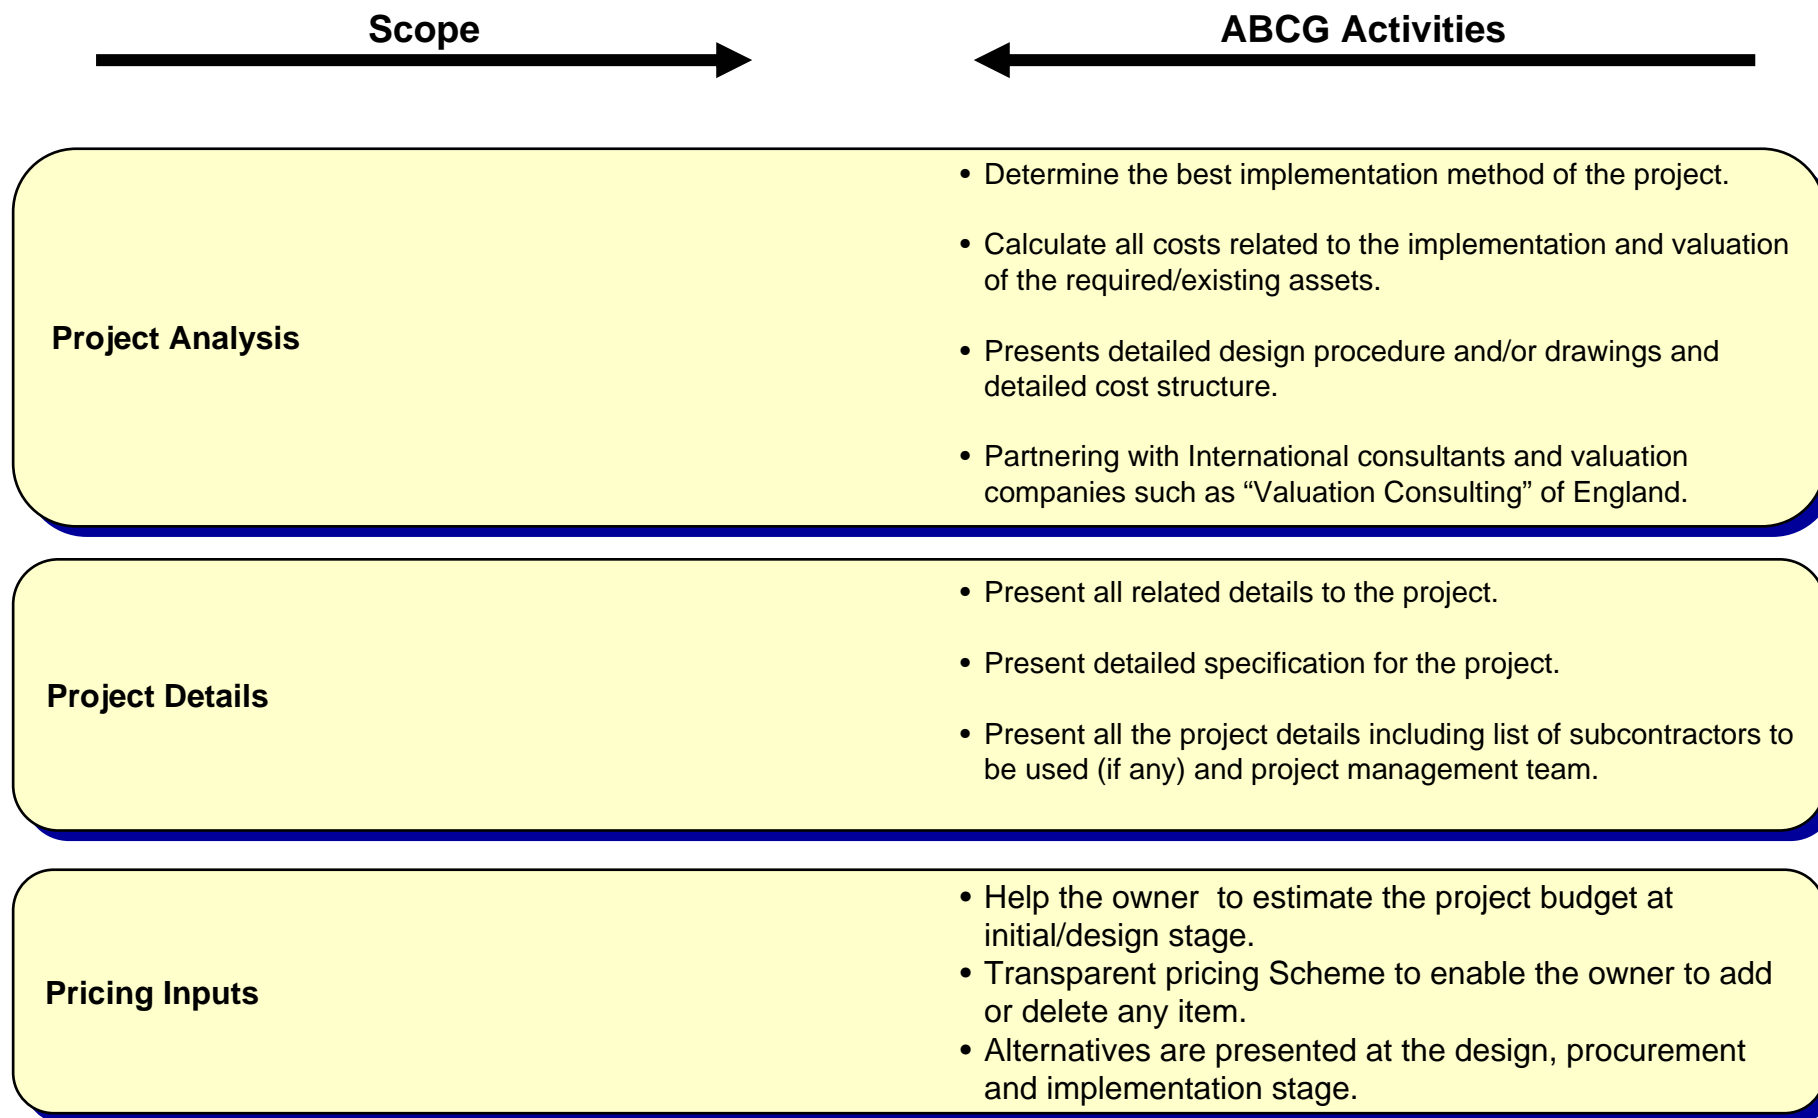 Scope
ABCG Activities
Project Analysis
• Determine the best implementation method of the project.
• Calculate all costs related to the implementation and valuation
of the required/existing assets.
• Presents detailed design procedure and/or drawings and
detailed cost structure.
• Partnering with International consultants and valuation
companies such as “Valuation Consulting” of England.
Project Details
• Present all related details to the project.
• Present detailed specification for the project.
• Present all the project details including list of subcontractors to
be used (if any) and project management team.
Pricing Inputs
• Help the owner  to estimate the project budget at
initial/design stage.
• Transparent pricing Scheme to enable the owner to add
or delete any item.
• Alternatives are presented at the design, procurement
and implementation stage.